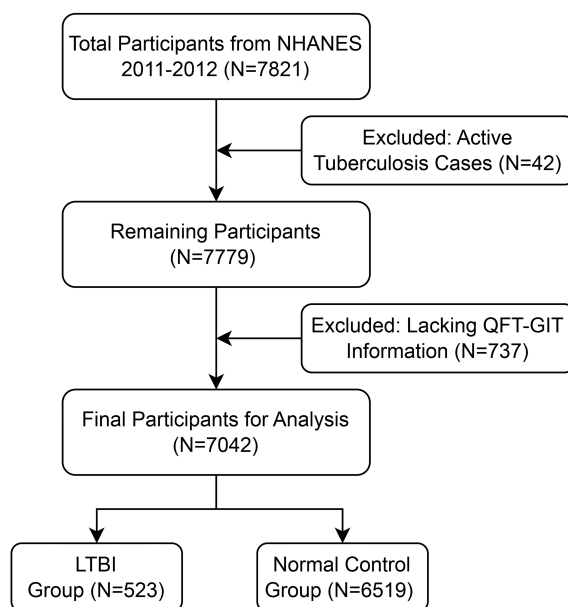 Total Participants from NHANES
2011-2012 (N=7821)
Excluded: Active
Tuberculosis Cases (N=42)
Remaining Participants
(N=7779)
Excluded: Lacking QFT-GIT
Information (N=737)
Final Participants for Analysis
(N=7042)
LTBI
Group (N=523)
Normal Control
Group (N=6519)